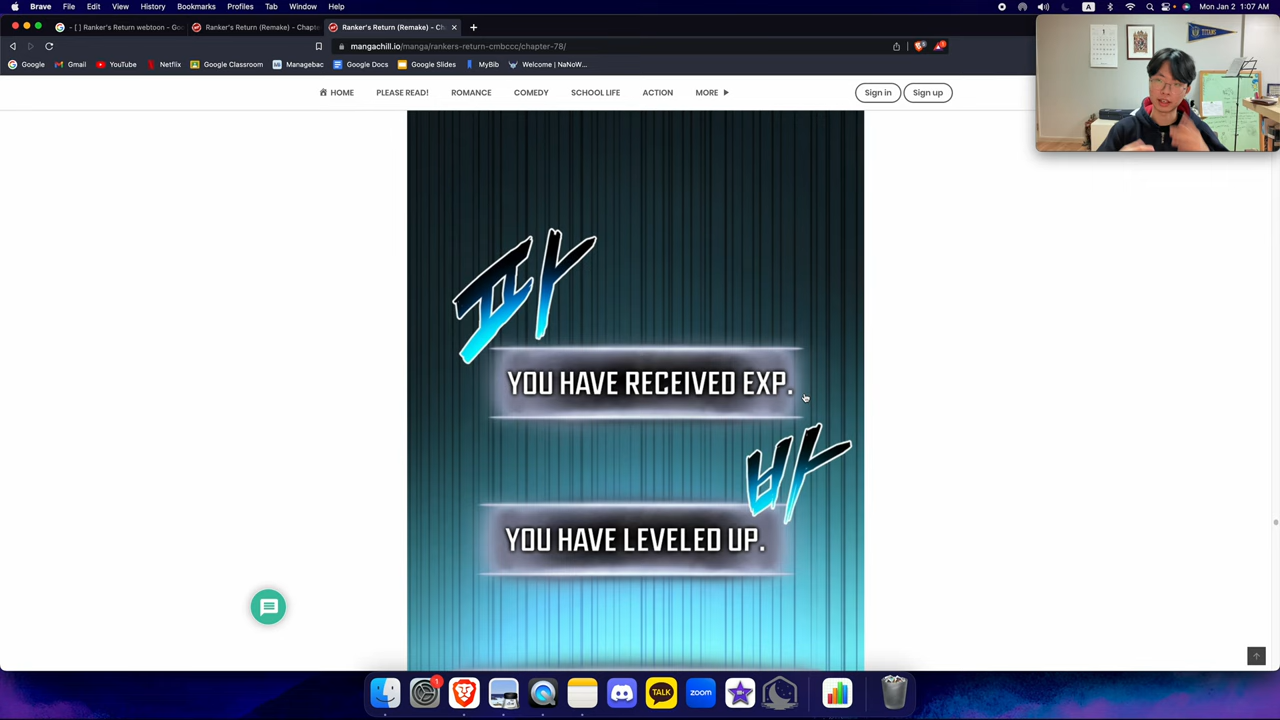 Brave File Edit View History Bookmarks Profiles Tab Window Help
A
Mon Jan 2 1:07 AM
- [ ] Ranker's Return webtoon - Goo
Ranker's Return (Remake) - Chapte
Ranker's Return (Remake) - Ch
mangachill.io/manga/rankers-return-cmbccc/chapter-78/
Google Gmail YouTube Netflix Google Classroom Managebac Google Docs Google Slides MyBib Welcome | NaNoW...
HOME PLEASE READ! ROMANCE COMEDY SCHOOL LIFE ACTION MORE
Sign in Sign up
TITANS
파
YOU HAVE RECEIVED EXP.
바
YOU HAVE LEVELED UP.
1
TALK
zoom